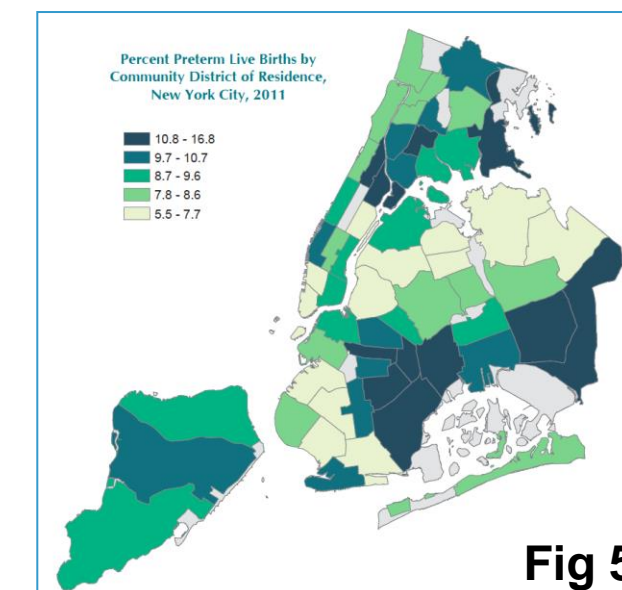 Percent Preterm Live Births by
Community District of Residence,
New York City, 2011
10.8 - 16.8
9.7 - 10.7
8.7 - 9.6
7.8 - 8.6
5.5 - 7.7
Fig 5